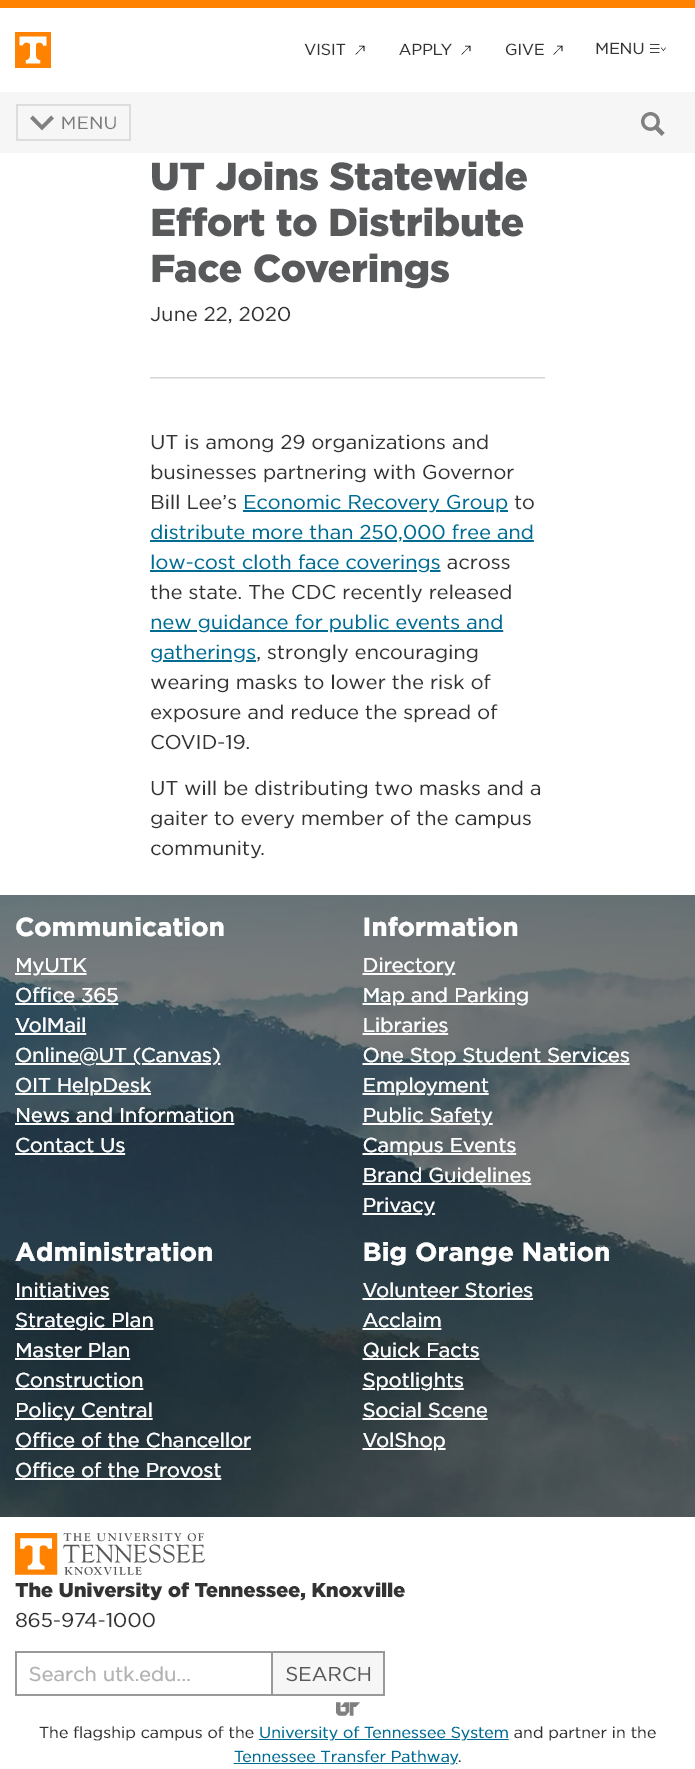 T
VISIT APPLY GIVE MENU
MENU
UT Joins Statewide
Effort to Distribute
Face Coverings
June 22, 2020
UT is among 29 organizations and
businesses partnering with Governor
Bill Lee’s Economic Recovery Group to
distribute more than 250,000 free and
low-cost cloth face coverings across
the state. The CDC recently released
new guidance for public events and
gatherings, strongly encouraging
wearing masks to lower the risk of
exposure and reduce the spread of
COVID-19.
UT will be distributing two masks and a
gaiter to every member of the campus
community.
Communication
MyUTK
Office 365
VolMail
Online@UT (Canvas)
OIT HelpDesk
News and Information
Contact Us
Information
Directory
Map and Parking
Libraries
One Stop Student Services
Employment
Public Safety
Campus Events
Brand Guidelines
Privacy
Administration
Initiatives
Strategic Plan
Master Plan
Construction
Policy Central
Office of the Chancellor
Office of the Provost
Big Orange Nation
Volunteer Stories
Acclaim
Quick Facts
Spotlights
Social Scene
VolShop
T
THE UNIVERSITY OF
TENNESSEE
KNOXVILLE
The University of Tennessee, Knoxville
865-974-1000
Search utk.edu... SEARCH
UT
The flagship campus of the University of Tennessee System and partner in the
Tennessee Transfer Pathway.